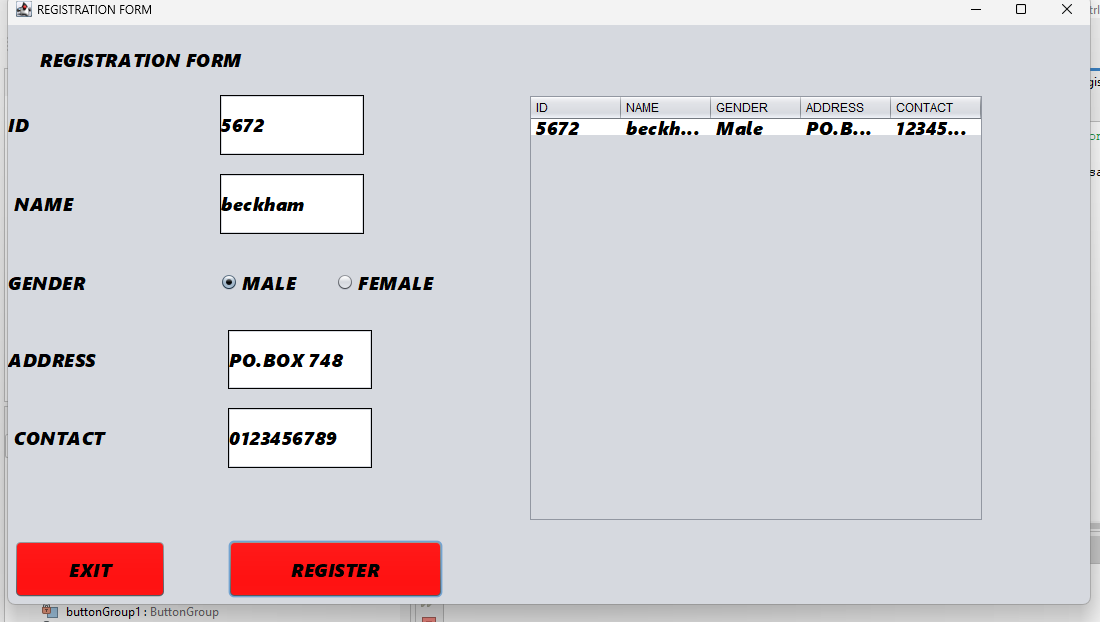 REGISTRATION FORM
REGISTRATION FORM
ID
5672
NAME
beckham
GENDER
MALE
FEMALE
ADDRESS
PO.BOX 748
CONTACT
0123456789
EXIT
REGISTER
ID NAME GENDER ADDRESS CONTACT
5672 beckh... Male PO.B... 12345...
buttonGroup1 : ButtonGroup